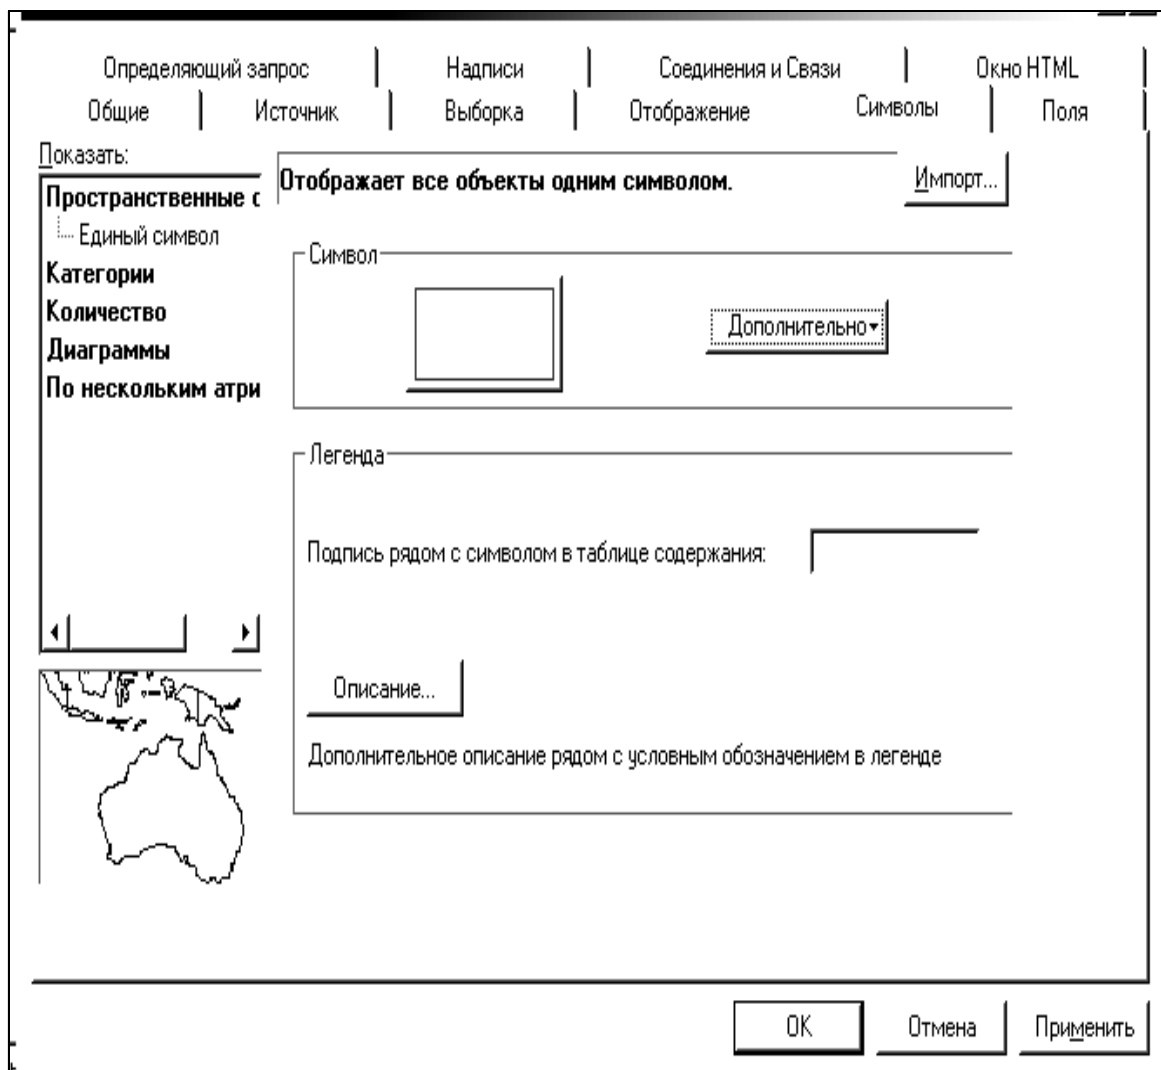 Определяющий запрос Надписи Соединения и Связи Окно HTML
Общие Источник Выборка Отображение Символы Поля
Показать:
Пространственные с
Единый символ
Категории
Количество
Диаграммы
По нескольким атри
Отображает все объекты одним символом.
Импорт...
Символ
Дополнительно
Легенда
Подпись рядом с символом в таблице содержания:
Описание...
Дополнительное описание рядом с условным обозначением в легенде
OK Отмена Применить